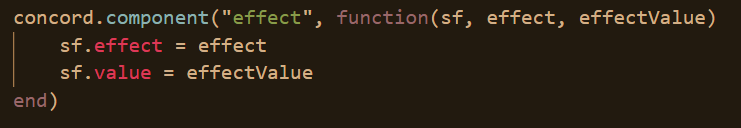 concord.component("effect", function(sf, effect, effectValue)
    sf.effect = effect
    sf.value = effectValue
end)